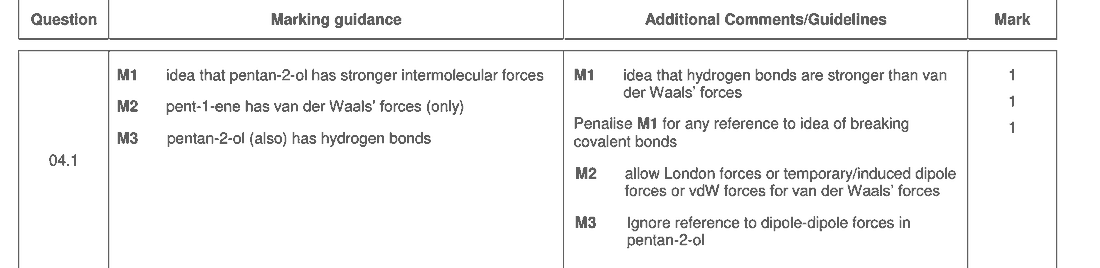 Question Marking guidance Additional Comments/Guidelines Mark
04.1
M1 idea that pentan-2-ol has stronger intermolecular forces
M2 pent-1-ene has van der Waals' forces (only)
M3 pentan-2-ol (also) has hydrogen bonds
M1 idea that hydrogen bonds are stronger than van
der Waals' forces
Penalise M1 for any reference to idea of breaking
covalent bonds
M2 allow London forces or temporary/induced dipole
forces or vdW forces for van der Waals' forces
M3 Ignore reference to dipole-dipole forces in
pentan-2-ol
1
1
1